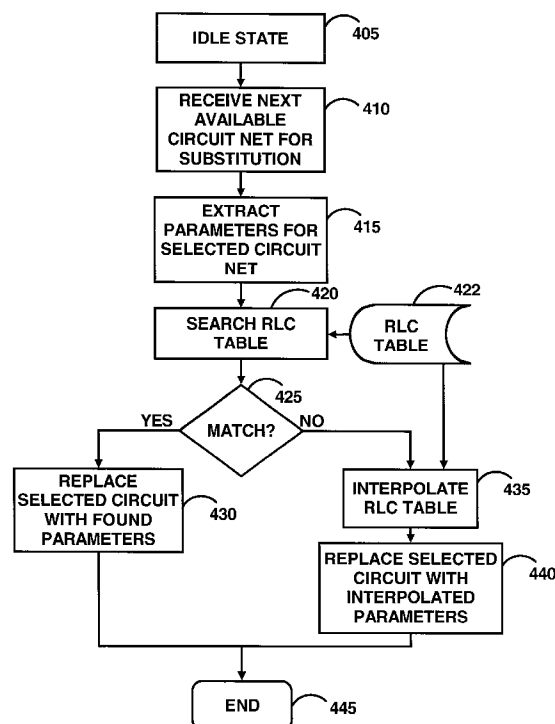 IDLE STATE
405
RECEIVE NEXT
AVAILABLE
CIRCUIT NET FOR
SUBSTITUTION
410
EXTRACT
PARAMETERS FOR
SELECTED CIRCUIT
NET
415
420
422
SEARCH RLC
TABLE
RLC
TABLE
425
YES
MATCH?
NO
REPLACE
SELECTED CIRCUIT
WITH FOUND
PARAMETERS
430
INTERPOLATE
RLC TABLE
435
REPLACE SELECTED
CIRCUIT WITH
INTERPOLATED
PARAMETERS
440
END
445